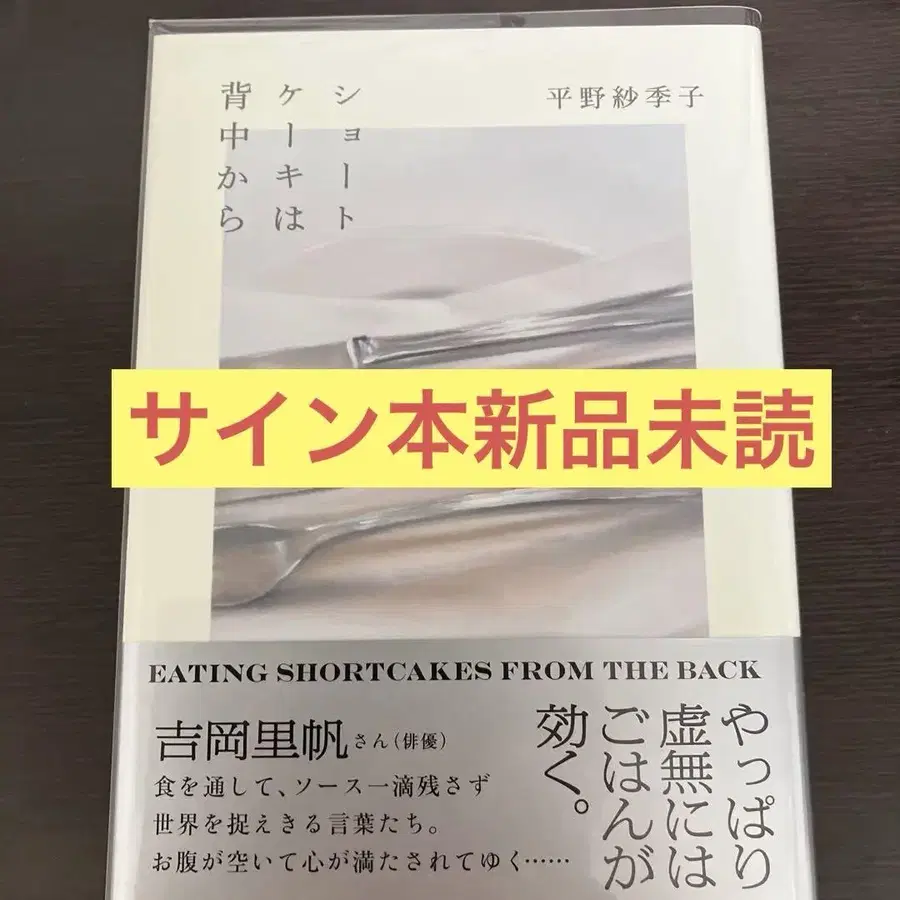 ショート
ケーキは
背中から
平野紗季子
サイン本新品未読
EATING SHORTCAKES FROM THE BACK
吉岡里帆さん(俳優)
食を通して、ソース一滴残さず
世界を捉えきる言葉たち。
お腹が空いて心が満たされてゆく……
やっぱり
虚無には
ごはんが
効く。